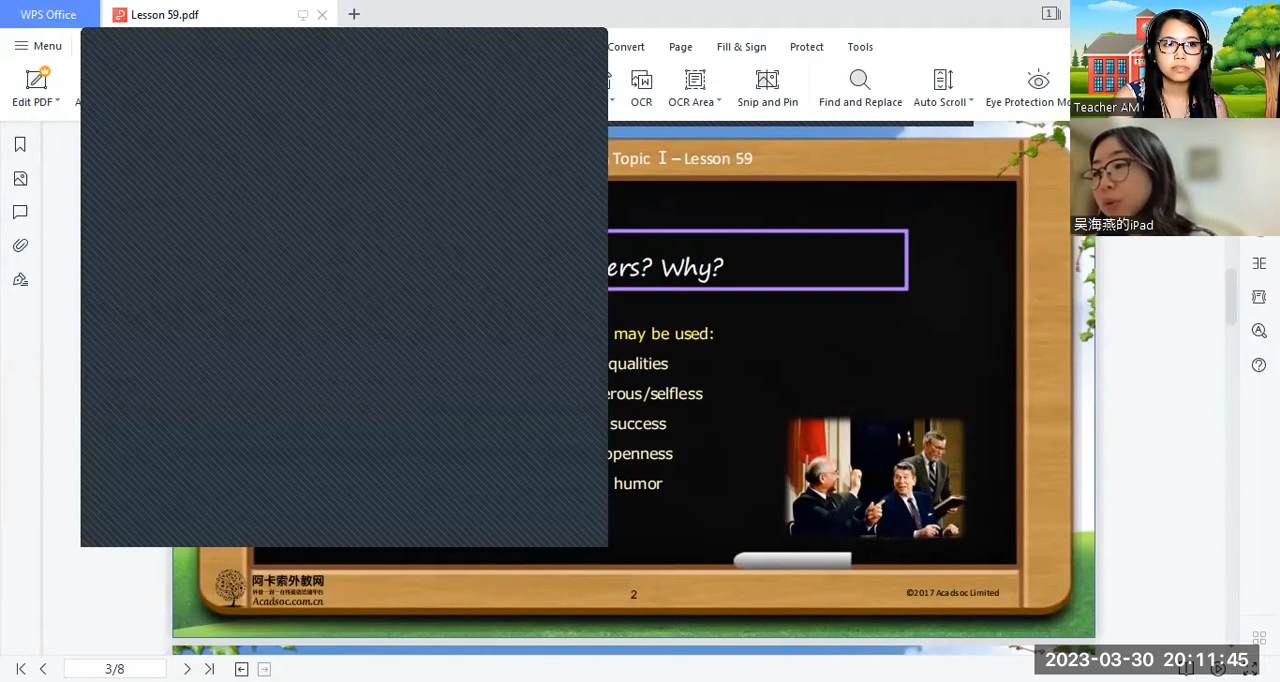 WPS Office
Lesson 59.pdf
1
Menu
Convert
Page
Fill & Sign
Protect
Tools
Edit PDF
OCR
OCR Area
Snip and Pin
Find and Replace
Auto Scroll
Eye Protection
Teacher AM
吴海燕的iPad
Topic Ⅰ – Lesson 59
ers? Why?
may be used:
qualities
erous/selfless
success
openness
humor
阿卡索外教网
Acadsoc.com.cn
2
©2017 Acadsoc Limited
3/8
2023-03-30 20:11:45